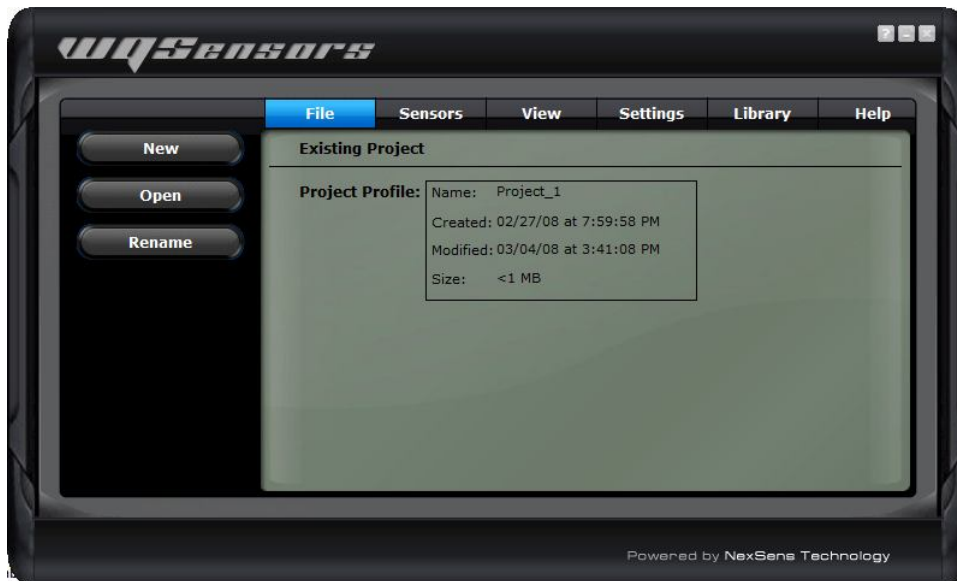 WQSensors
? _ X
File Sensors View Settings Library Help
New
Open
Rename
Existing Project
Project Profile:
Name: Project_1
Created: 02/27/08 at 7:59:58 PM
Modified: 03/04/08 at 3:41:08 PM
Size: <1 MB
Powered by NexSens Technology